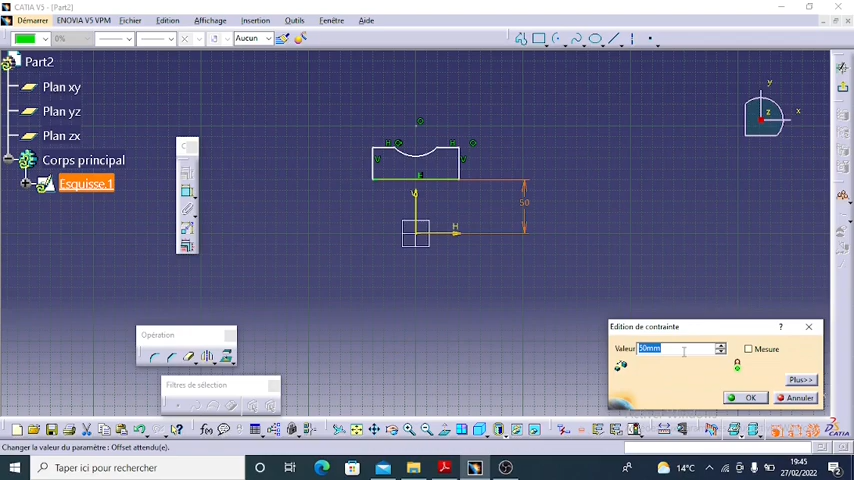 CATIA V5 - [Part2]
Démarrer ENOVIA V5 VPM Fichier Edition Affichage Insertion Outils Fenêtre Aide
0% Aucun
Part2
Plan xy
Plan yz
Plan zx
Corps principal
Esquisse.1
y
x
z
H H
V V
H
50
V
H
Opération
Filtres de sélection
Edition de contrainte ?
Valeur 50mm Mesure
Plus>>
OK Annuler
CATIA
Changer la valeur du paramètre : Offset attendu(e).
Taper ici pour rechercher
14°C
19:45
27/02/2022
2